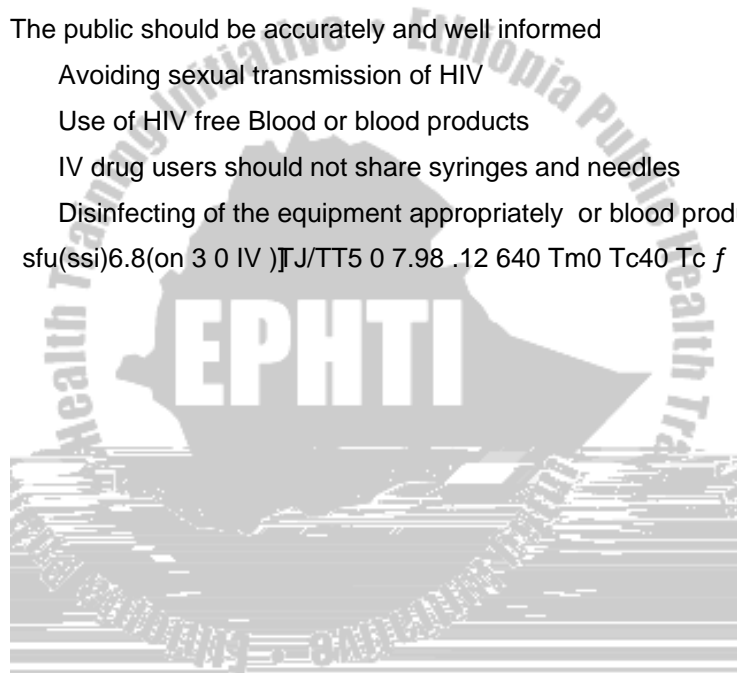 The public should be accurately and well informed
Avoiding sexual transmission of HIV
Use of HIV free Blood or blood products
IV drug users should not share syringes and needles
Disinfecting of the equipment appropriately or blood prod
sfu(ssi)6.8(on 3 0 IV )]TJ/TT5 0 7.98 .12 640 Tm0 Tc40 Tc ƒ
EPHTI